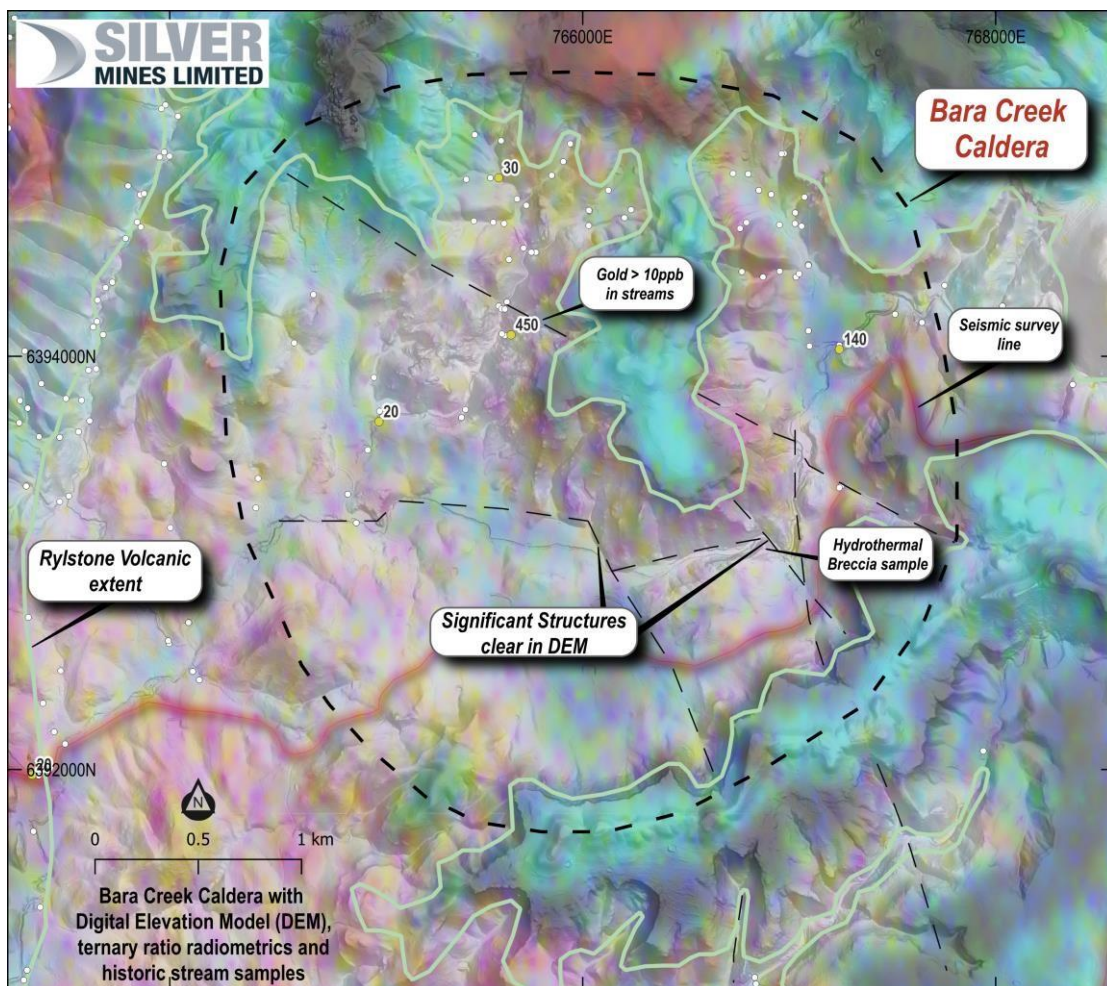 SILVER
MINES LIMITED
766000E
768000E
Bara Creek
Caldera
30
Gold > 10ppb
in streams
450
140
Seismic survey
line
6394000N
20
Rylstone Volcanic
extent
Hydrothermal
Breccia sample
Significant Structures
clear in DEM
20
6392000N
N
0 0.5 1 km
Bara Creek Caldera with
Digital Elevation Model (DEM),
ternary ratio radiometrics and
historic stream samples